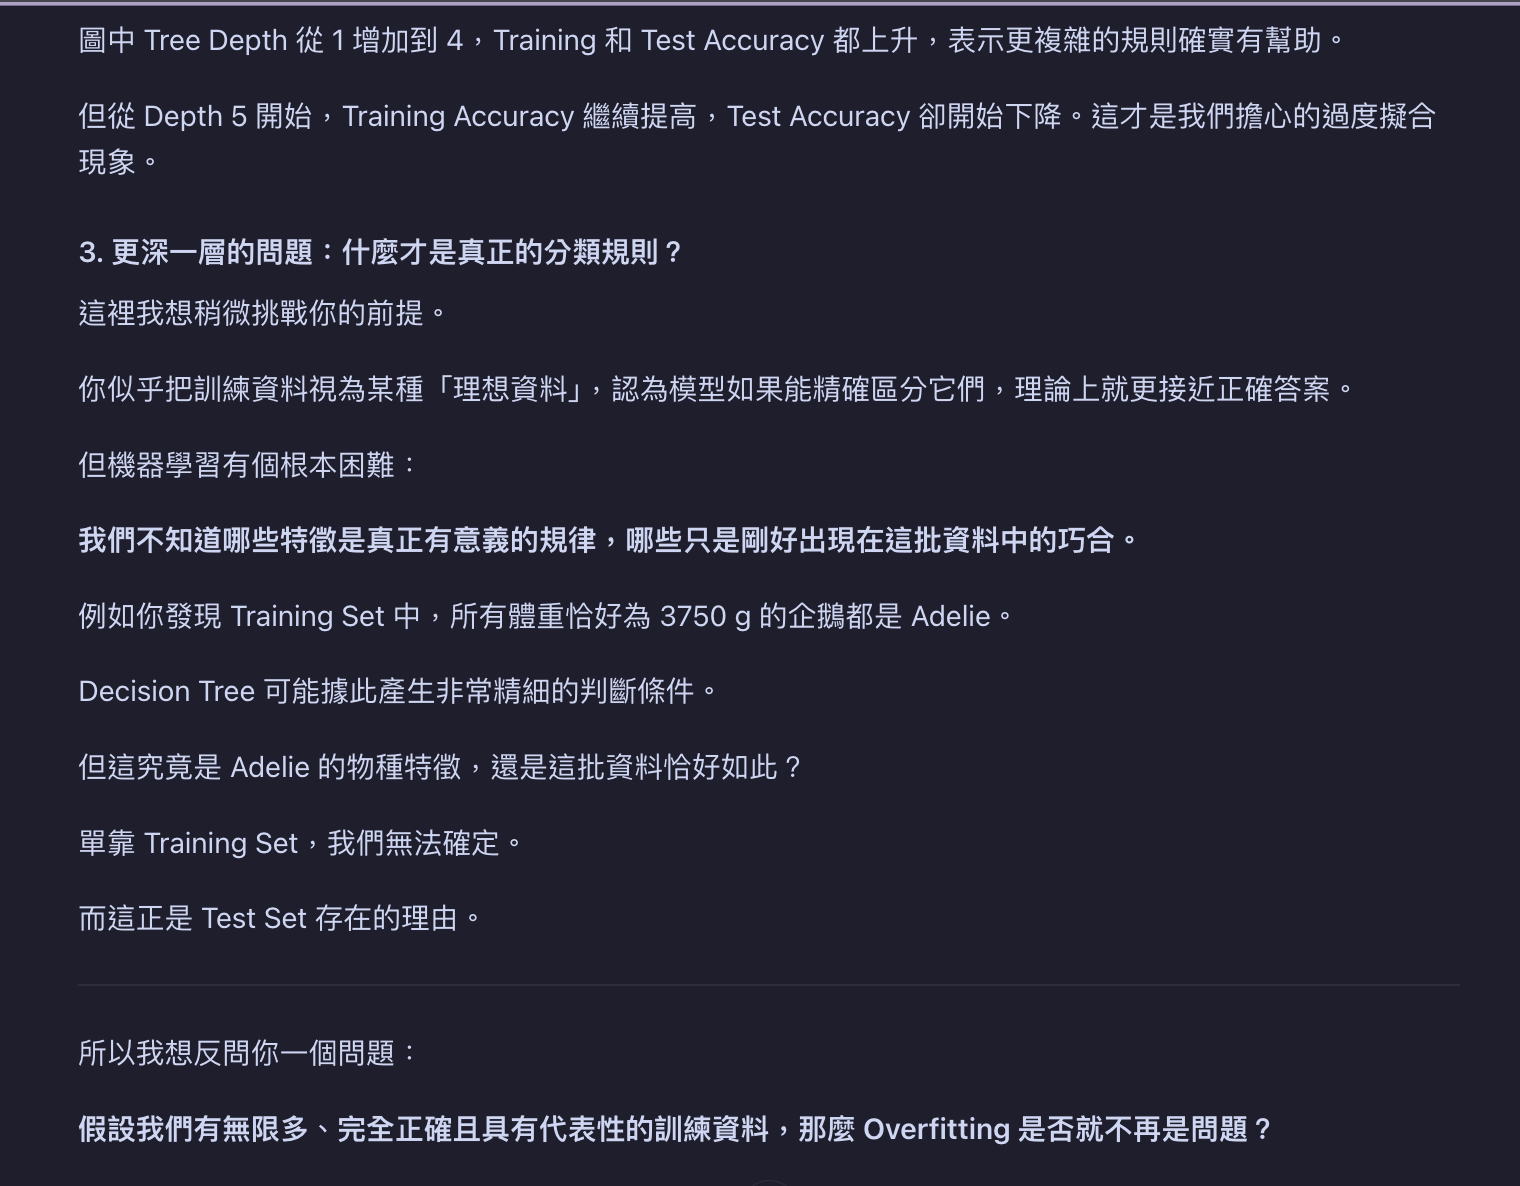 圖中 Tree Depth 從 1 增加到 4，Training 和 Test Accuracy 都上升，表示更複雜的規則確實有幫助。
但從 Depth 5 開始，Training Accuracy 繼續提高，Test Accuracy 卻開始下降。這才是我們擔心的過度擬合
現象。
3. 更深一層的問題：什麼才是真正的分類規則？
這裡我想稍微挑戰你的前提。
你似乎把訓練資料視為某種「理想資料」，認為模型如果能精確區分它們，理論上就更接近正確答案。
但機器學習有個根本困難：
我們不知道哪些特徵是真正有意義的規律，哪些只是剛好出現在這批資料中的巧合。
例如你發現 Training Set 中，所有體重恰好為 3750 g 的企鵝都是 Adelie。
Decision Tree 可能據此產生非常精細的判斷條件。
但這究竟是 Adelie 的物種特徵，還是這批資料恰好如此？
單靠 Training Set，我們無法確定。
而這正是 Test Set 存在的理由。
所以我想反問你一個問題：
假設我們有無限多、完全正確且具有代表性的訓練資料，那麼 Overfitting 是否就不再是問題？